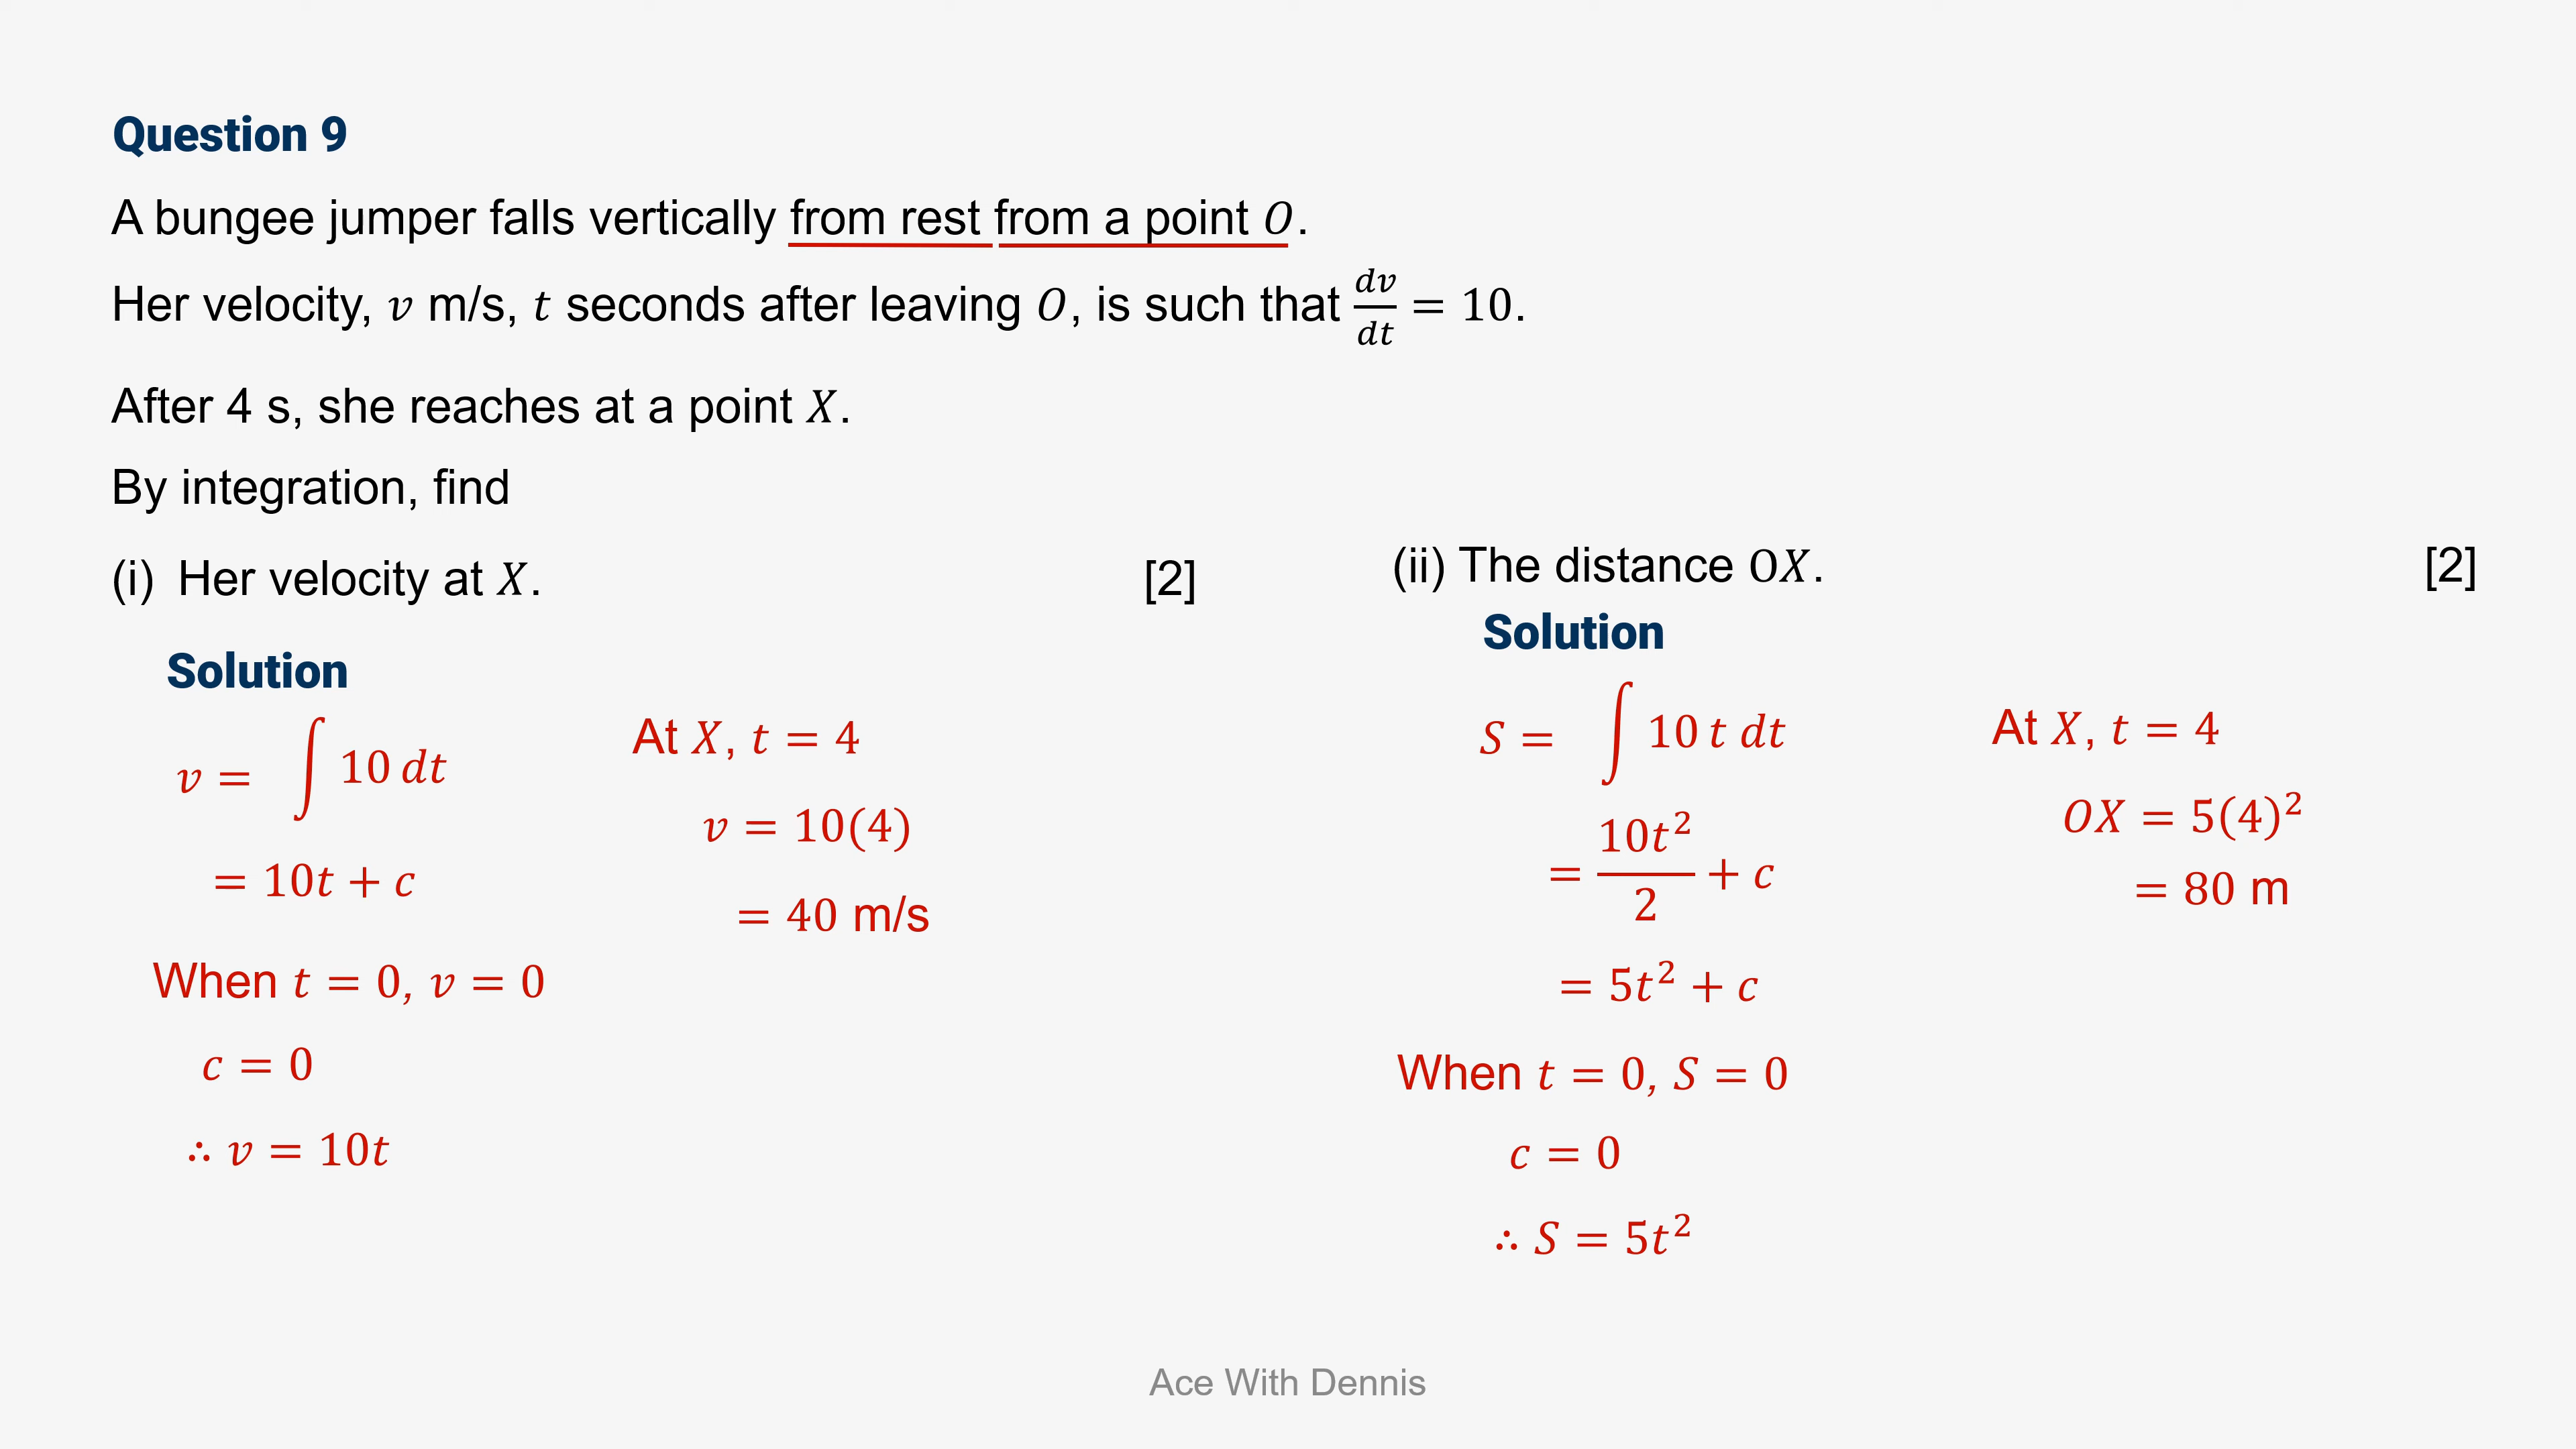 Question 9
A bungee jumper falls vertically from rest from a point O.
Her velocity, v m/s, t seconds after leaving O, is such that dv/dt = 10.
After 4 s, she reaches at a point X.
By integration, find
(i) Her velocity at X. [2]
Solution
v = ∫ 10 dt
= 10t + c
When t = 0, v = 0
c = 0
∴ v = 10t
At X, t = 4
v = 10(4)
= 40 m/s
(ii) The distance OX. [2]
Solution
S = ∫ 10 t dt
= 10t²/2 + c
= 5t² + c
When t = 0, S = 0
c = 0
∴ S = 5t²
At X, t = 4
OX = 5(4)²
= 80 m
Ace With Dennis